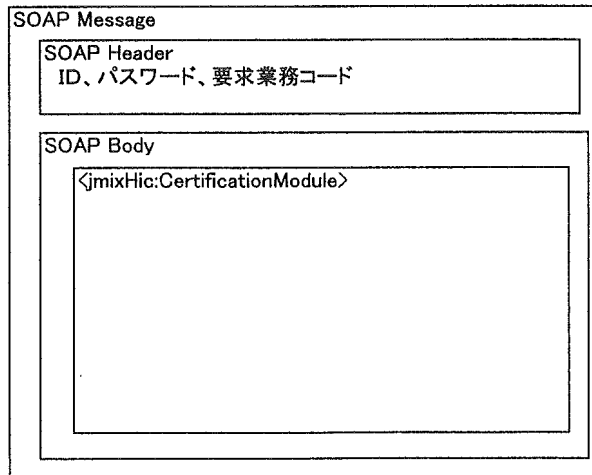 SOAP Message
SOAP Header
ID、パスワード、要求業務コード
SOAP Body
<jmixHic:CertificationModule>